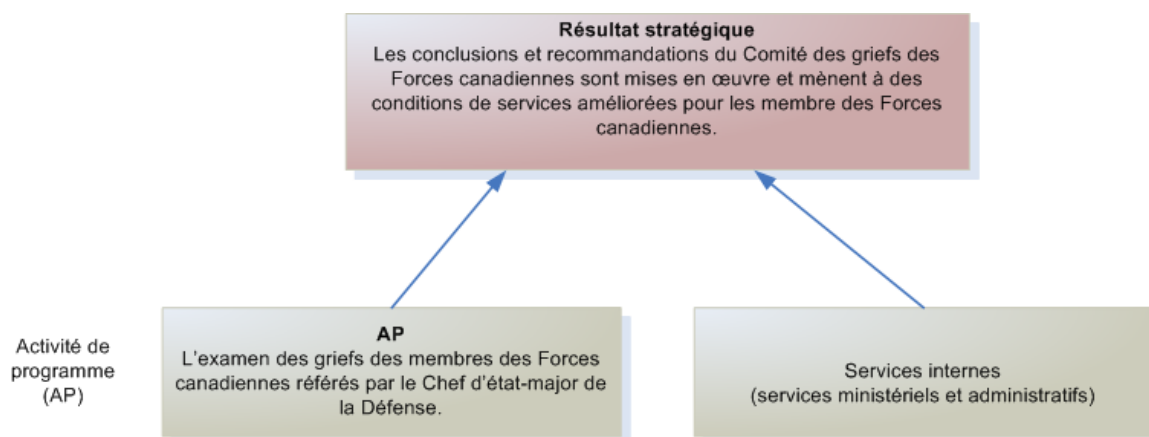 Résultat stratégique
Les conclusions et recommandations du Comité des griefs des
Forces canadiennes sont mises en œuvre et mènent à des
conditions de services améliorées pour les membre des Forces
canadiennes.
Activité de
programme
(AP)
AP
L'examen des griefs des membres des Forces
canadiennes référés par le Chef d'état-major de
la Défense.
Services internes
(services ministériels et administratifs)